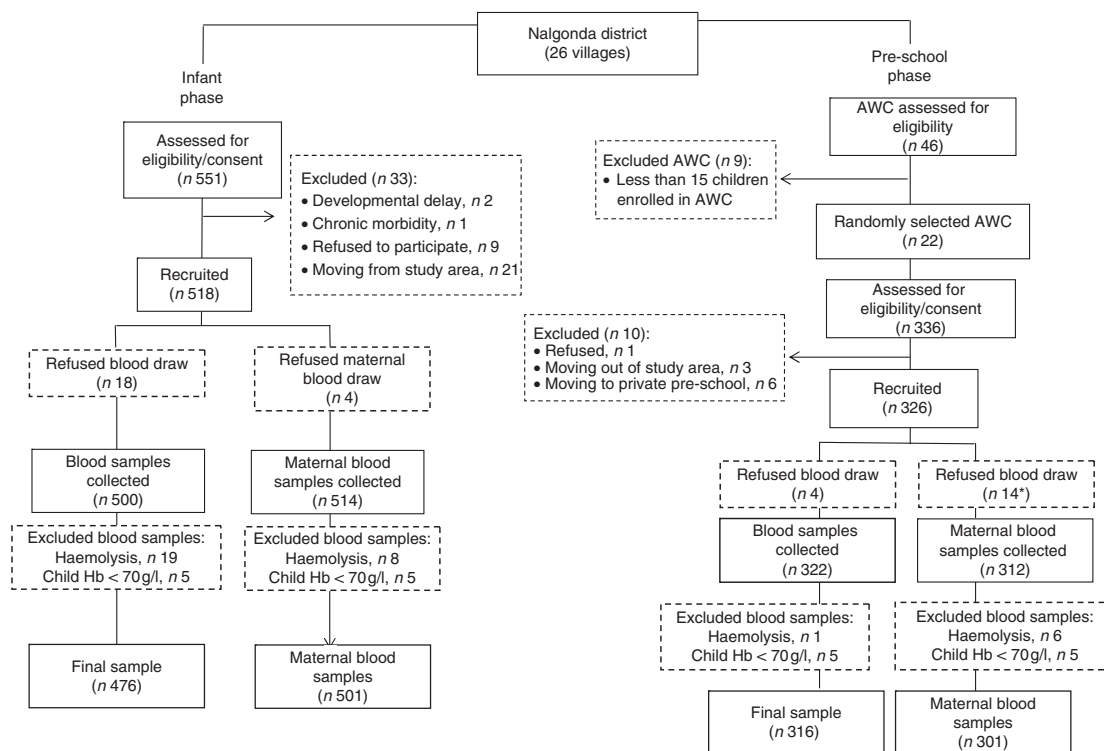 Nalgonda district
(26 villages)
Infant
phase
Assessed for
eligibility/consent
(n 551)
Excluded (n 33):
• Developmental delay, n 2
• Chronic morbidity, n 1
• Refused to participate, n 9
• Moving from study area, n 21
Recruited
(n 518)
Refused blood draw
(n 18)
Refused maternal
blood draw
(n 4)
Blood samples
collected
(n 500)
Maternal blood
samples collected
(n 514)
Excluded blood samples:
Haemolysis, n 19
Child Hb < 70 g/l, n 5
Excluded blood samples:
Haemolysis, n 8
Child Hb < 70 g/l, n 5
Final sample
(n 476)
Maternal blood
samples
(n 501)
Pre-school
phase
AWC assessed for
eligibility
(n 46)
Excluded AWC (n 9):
• Less than 15 children
enrolled in AWC
Randomly selected AWC
(n 22)
Assessed for
eligibility/consent
(n 336)
Excluded (n 10):
• Refused, n 1
• Moving out of study area, n 3
• Moving to private pre-school, n 6
Recruited
(n 326)
Refused blood draw
(n 4)
Refused blood draw
(n 14*)
Blood samples
collected
(n 322)
Maternal blood
samples collected
(n 312)
Excluded blood samples:
Haemolysis, n 1
Child Hb < 70 g/l, n 5
Excluded blood samples:
Haemolysis, n 6
Child Hb < 70 g/l, n 5
Final sample
(n 316)
Maternal blood
samples
(n 301)